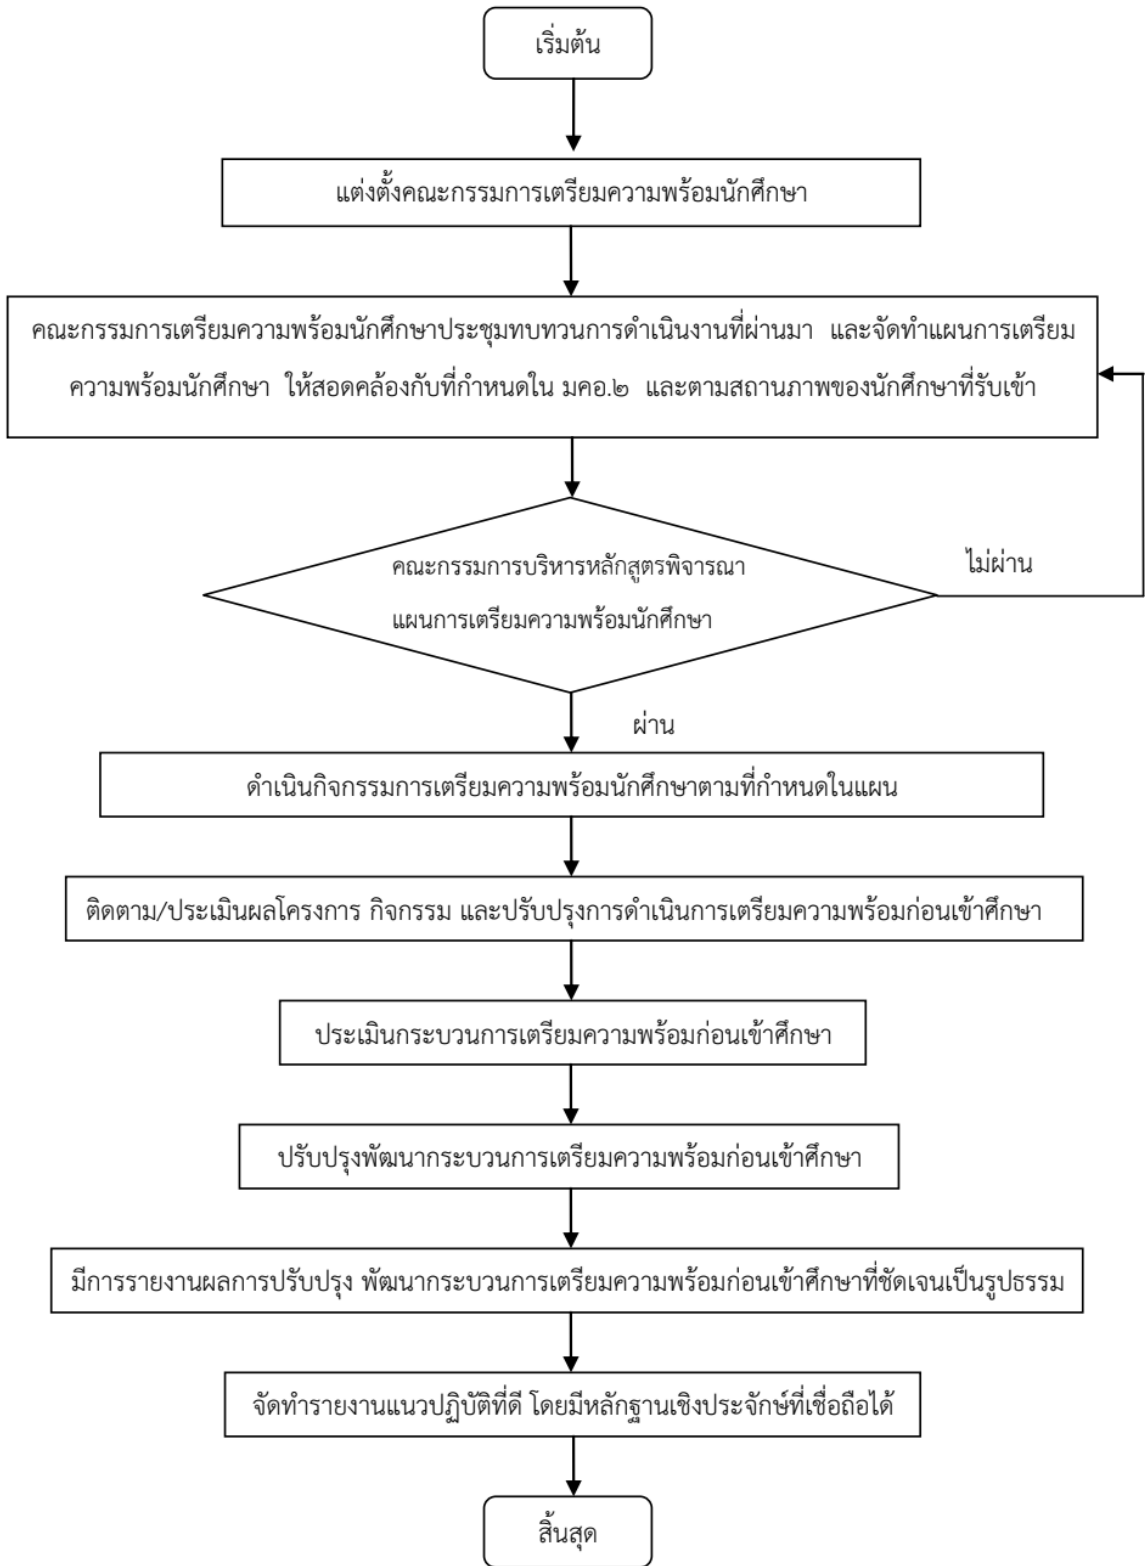 เริ่มต้น
แต่งตั้งคณะกรรมการเตรียมความพร้อมนักศึกษา
คณะกรรมการเตรียมความพร้อมนักศึกษาประชุมทบทวนการดำเนินงานที่ผ่านมา และจัดทำแผนการเตรียม
ความพร้อมนักศึกษา ให้สอดคล้องกับที่กำหนดใน มคอ.๒ และตามสถานภาพของนักศึกษาที่รับเข้า
ไม่ผ่าน
คณะกรรมการบริหารหลักสูตรพิจารณา
แผนการเตรียมความพร้อมนักศึกษา
ผ่าน
ดำเนินกิจกรรมการเตรียมความพร้อมนักศึกษาตามที่กำหนดในแผน
ติดตาม/ประเมินผลโครงการ กิจกรรม และปรับปรุงการดำเนินการเตรียมความพร้อมก่อนเข้าศึกษา
ประเมินกระบวนการเตรียมความพร้อมก่อนเข้าศึกษา
ปรับปรุงพัฒนากระบวนการเตรียมความพร้อมก่อนเข้าศึกษา
มีการรายงานผลการปรับปรุง พัฒนากระบวนการเตรียมความพร้อมก่อนเข้าศึกษาที่ชัดเจนเป็นรูปธรรม
จัดทำรายงานแนวปฏิบัติที่ดี โดยมีหลักฐานเชิงประจักษ์ที่เชื่อถือได้
สิ้นสุด